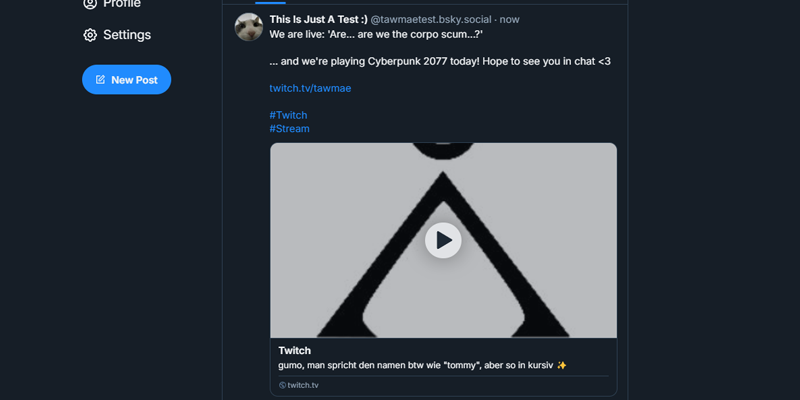 Profile
Settings
New Post
This Is Just A Test :) @tawmaetest.bsky.social · now
We are live: 'Are... are we the corpo scum...?'
... and we're playing Cyberpunk 2077 today! Hope to see you in chat <3
twitch.tv/tawmae
#Twitch
#Stream
Twitch
gumo, man spricht den namen btw wie "tommy", aber so in kursiv ✨
twitch.tv